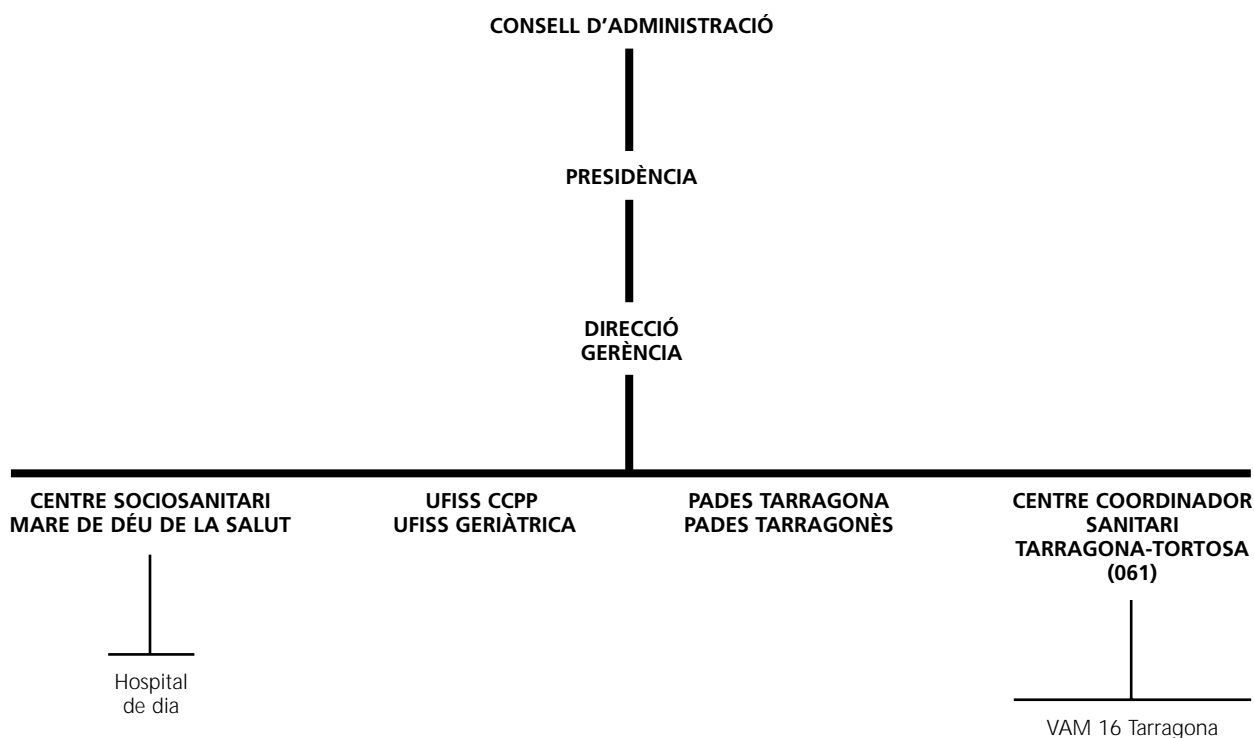 CONSELL D'ADMINISTRACIÓ
PRESIDÈNCIA
DIRECCIÓ
GERÈNCIA
CENTRE SOCIOSANITARI
MARE DE DÉU DE LA SALUT
UFISS CCPP
UFISS GERIÀTRICA
PADES TARRAGONA
PADES TARRAGONÈS
CENTRE COORDINADOR
SANITARI
TARRAGONA-TORTOSA
(061)
Hospital
de dia
VAM 16 Tarragona